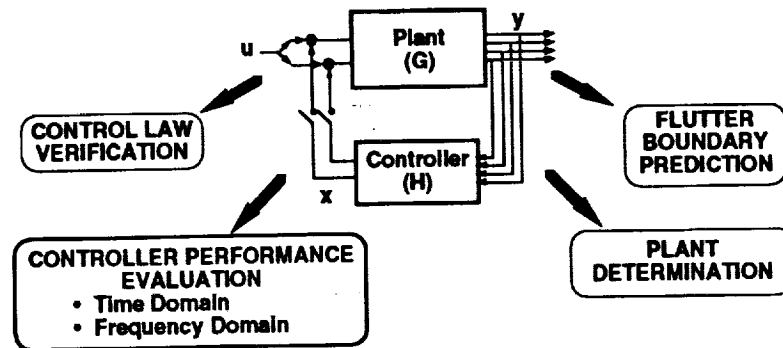 u
Plant
(G)
y
CONTROL LAW
VERIFICATION
Controller
(H)
x
FLUTTER
BOUNDARY
PREDICTION
CONTROLLER PERFORMANCE
EVALUATION
• Time Domain
• Frequency Domain
PLANT
DETERMINATION